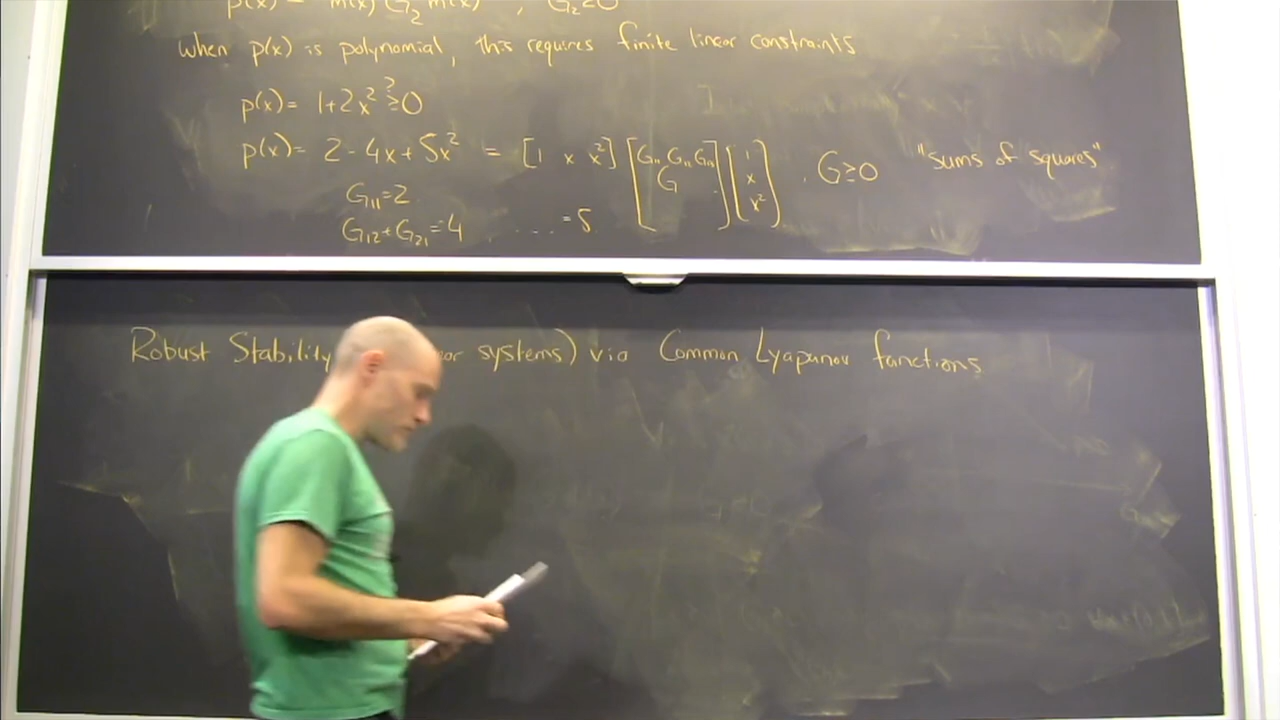 p(x) = m(x) G₂ m(x) , G₂≥0
When p(x) is polynomial, this requires finite linear constraints
p(x) = 1+2x² ≥? 0
p(x) = 2 - 4x + 5x² = [1 x x²] [G₁₁ G₁₂ G₁₃ G] [1 x x²] . G≥0 "sums of squares"
G₁₁=2
G₁₂+G₂₁=-4 .... =5
Robust Stability systems) via Common Lyapunov functions